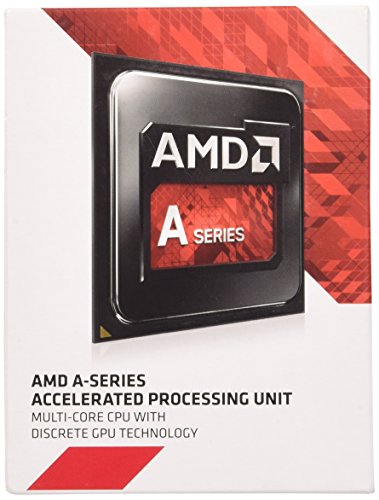 AMD
A SERIES
AMD A-SERIES
ACCELERATED PROCESSING UNIT
MULTI-CORE CPU WITH
DISCRETE GPU TECHNOLOGY